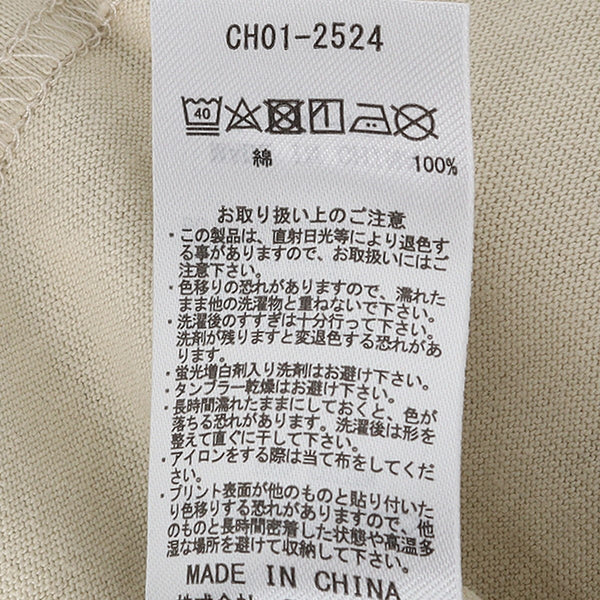 CH01-2524
40
綿 100%
お取り扱い上のご注意
・この製品は、直射日光等により退色す
る事がありますので、お取扱いにはご
注意下さい。
・色移りの恐れがありますので、濡れた
まま他の洗濯物と重ねないで下さい。
・洗濯後のすすぎは十分行って下さい。
洗剤が残りますと変退色する恐れがあ
ります。
・蛍光増白剤入り洗剤はお避け下さい。
・タンブラー乾燥はお避け下さい。
・長時間濡れたままにしておくと、色が
落ちる恐れがあります。洗濯後は形を
整えて直ぐに干して下さい。
・アイロンをする際は当て布をしてくだ
さい。
・プリント表面が他のものと貼り付いた
り色移りする恐れがありますので、他
のものと長時間密着した状態や高温多
湿な場所を避けて収納して下さい。
MADE IN CHINA